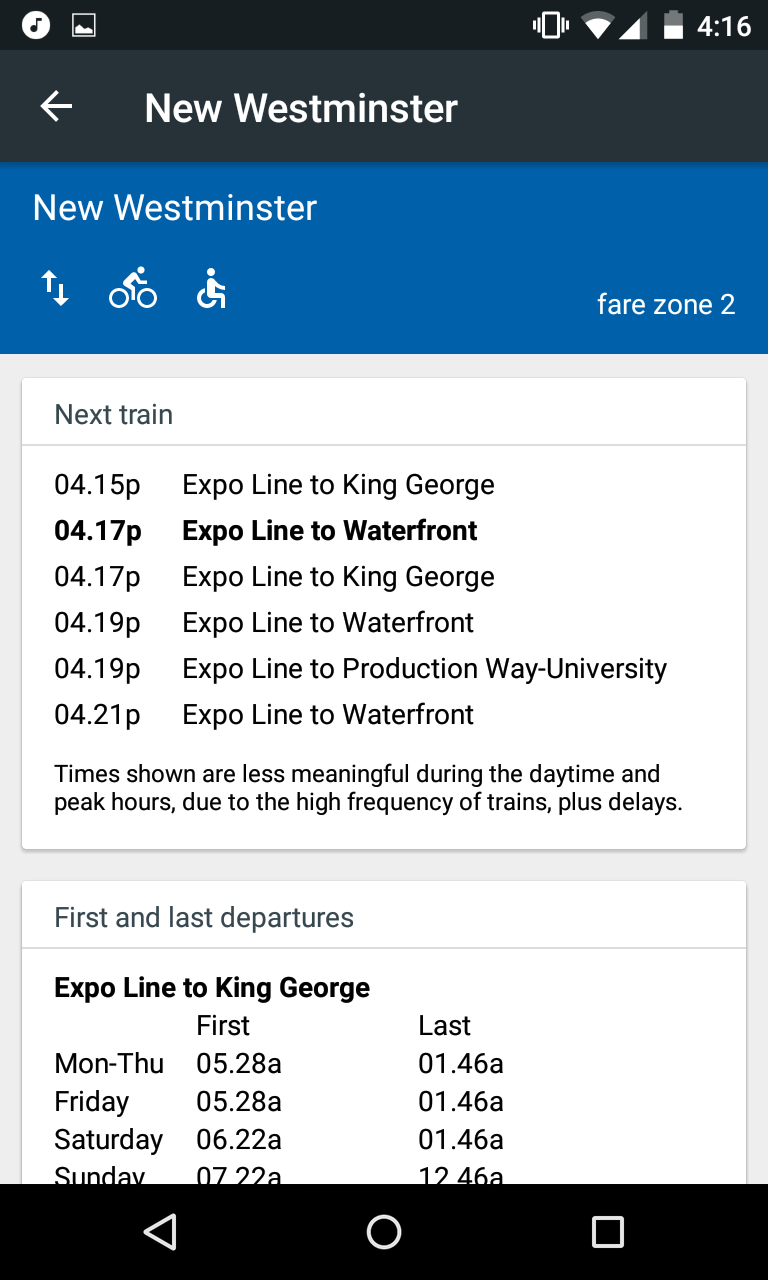 4:16
New Westminster
New Westminster
fare zone 2
Next train
04.15p Expo Line to King George
04.17p Expo Line to Waterfront
04.17p Expo Line to King George
04.19p Expo Line to Waterfront
04.19p Expo Line to Production Way-University
04.21p Expo Line to Waterfront
Times shown are less meaningful during the daytime and
peak hours, due to the high frequency of trains, plus delays.
First and last departures
Expo Line to King George
First Last
Mon-Thu 05.28a 01.46a
Friday 05.28a 01.46a
Saturday 06.22a 01.46a
Sunday 07.22a 12.46a